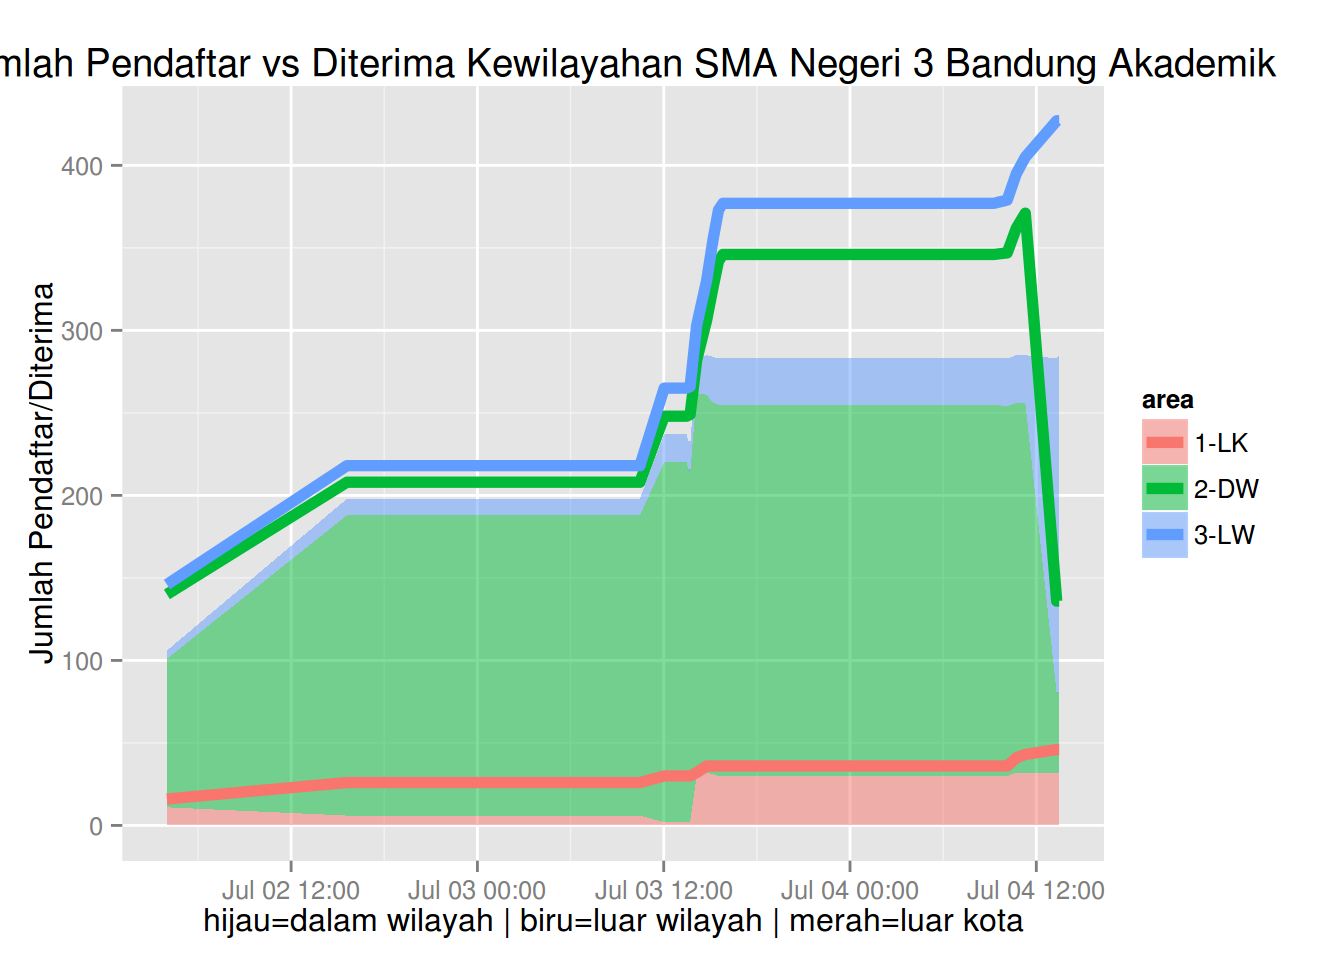 mlah Pendaftar vs Diterima Kewilayahan SMA Negeri 3 Bandung Akademik
Jumlah Pendaftar/Diterima
400
300
200
100
0
Jul 02 12:00
Jul 03 00:00
Jul 03 12:00
Jul 04 00:00
Jul 04 12:00
hijau=dalam wilayah | biru=luar wilayah | merah=luar kota
area
1-LK
2-DW
3-LW